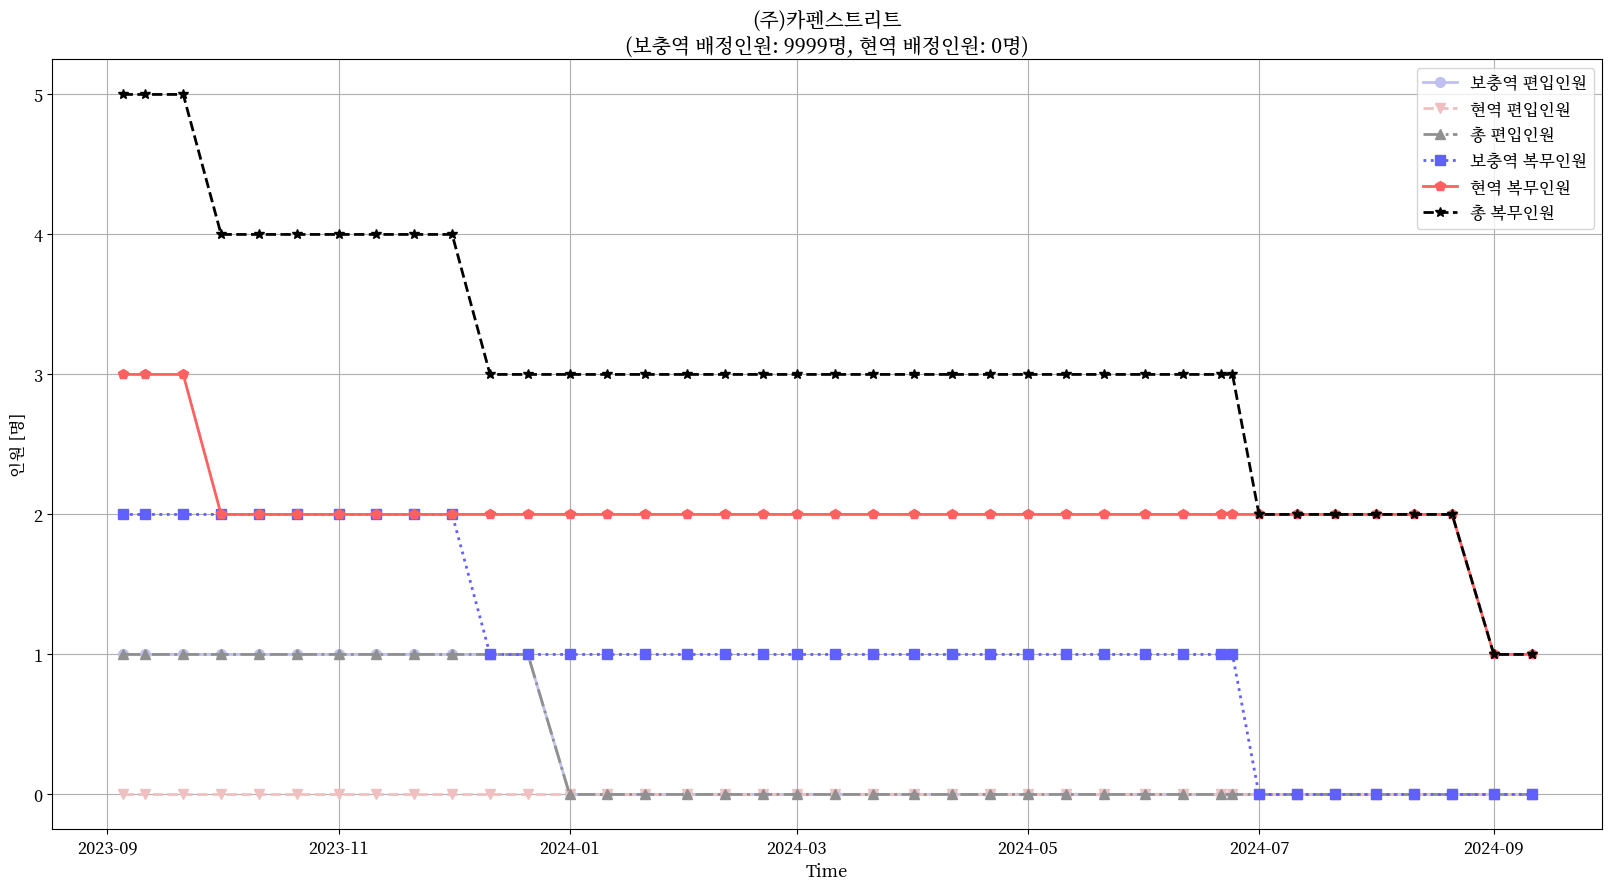 (주)카펜스트리트
(보충역 배정인원: 9999명, 현역 배정인원: 0명)
보충역 편입인원
현역 편입인원
총 편입인원
보충역 복무인원
현역 복무인원
총 복무인원
인원 [명]
5
4
3
2
1
0
2023-09
2023-11
2024-01
2024-03
2024-05
2024-07
2024-09
Time